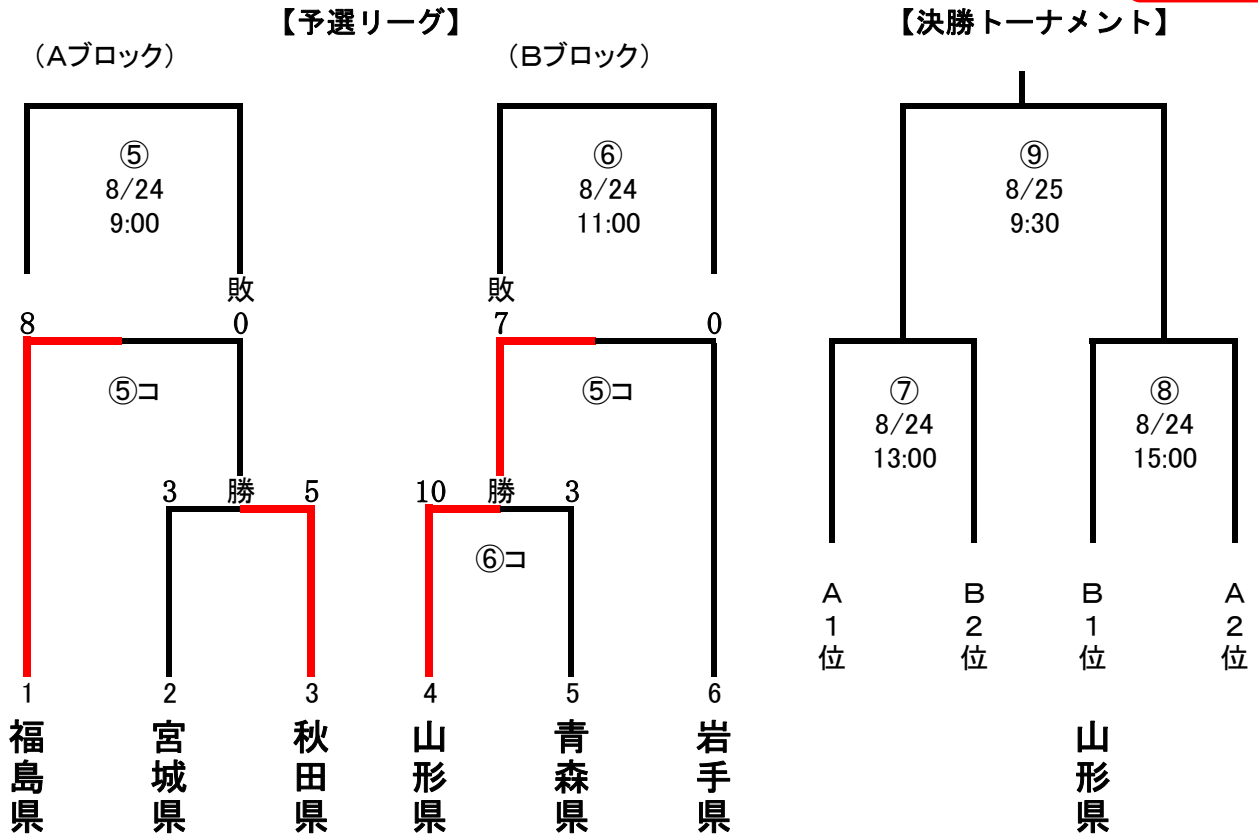 【予選リーグ】
【決勝トーナメント】
（Aブロック）
（Bブロック）
⑤
8/24
9:00
⑥
8/24
11:00
⑨
8/25
9:30
敗
敗
8
0
7
0
⑤コ
⑤コ
⑦
8/24
13:00
⑧
8/24
15:00
3
勝
5
10
勝
3
⑥コ
A1位
B2位
B1位
A2位
1
2
3
4
5
6
福島県
宮城県
秋田県
山形県
青森県
岩手県
山形県